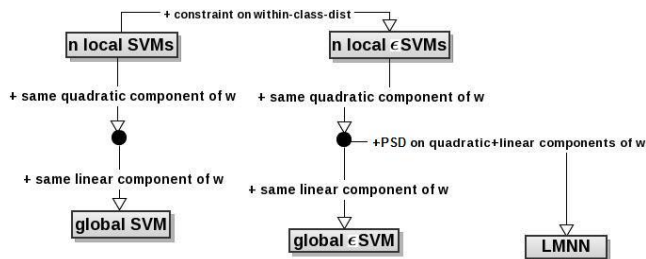 + constraint on within-class-dist
n local SVMs
n local ϵSVMs
+ same quadratic component of w
+ same quadratic component of w
+PSD on quadratic+linear components of w
+ same linear component of w
+ same linear component of w
global SVM
global ϵSVM
LMNN